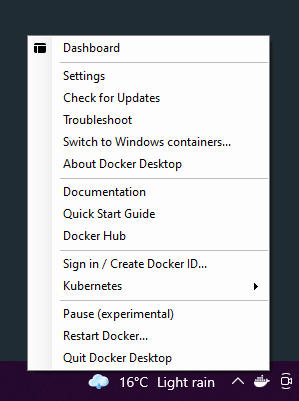 Dashboard
Settings
Check for Updates
Troubleshoot
Switch to Windows containers...
About Docker Desktop
Documentation
Quick Start Guide
Docker Hub
Sign in / Create Docker ID...
Kubernetes
Pause (experimental)
Restart Docker...
Quit Docker Desktop
16°C Light rain